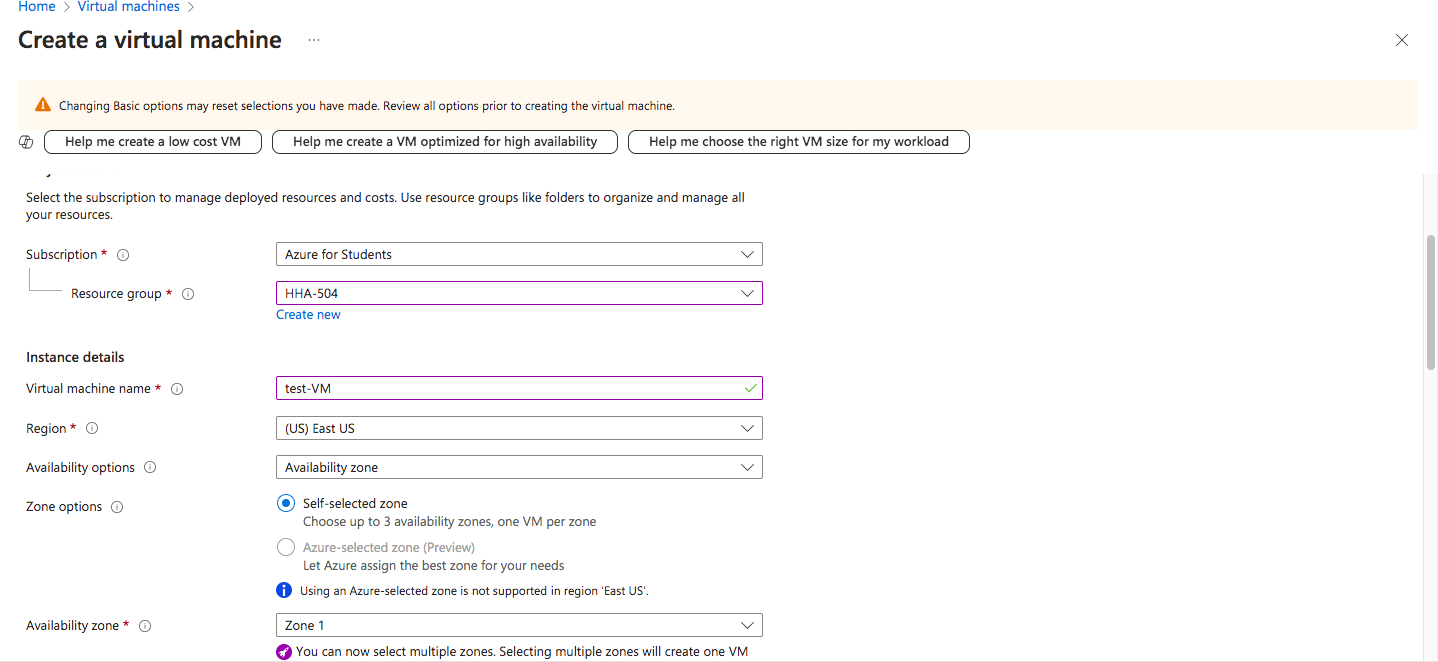 Home > Virtual machines >
Create a virtual machine ...
Changing Basic options may reset selections you have made. Review all options prior to creating the virtual machine.
Help me create a low cost VM
Help me create a VM optimized for high availability
Help me choose the right VM size for my workload
Select the subscription to manage deployed resources and costs. Use resource groups like folders to organize and manage all
your resources.
Subscription *
Azure for Students
Resource group *
HHA-504
Create new
Instance details
Virtual machine name *
test-VM
Region *
(US) East US
Availability options
Availability zone
Zone options
Self-selected zone
Choose up to 3 availability zones, one VM per zone
Azure-selected zone (Preview)
Let Azure assign the best zone for your needs
Using an Azure-selected zone is not supported in region 'East US'.
Availability zone *
Zone 1
You can now select multiple zones. Selecting multiple zones will create one VM